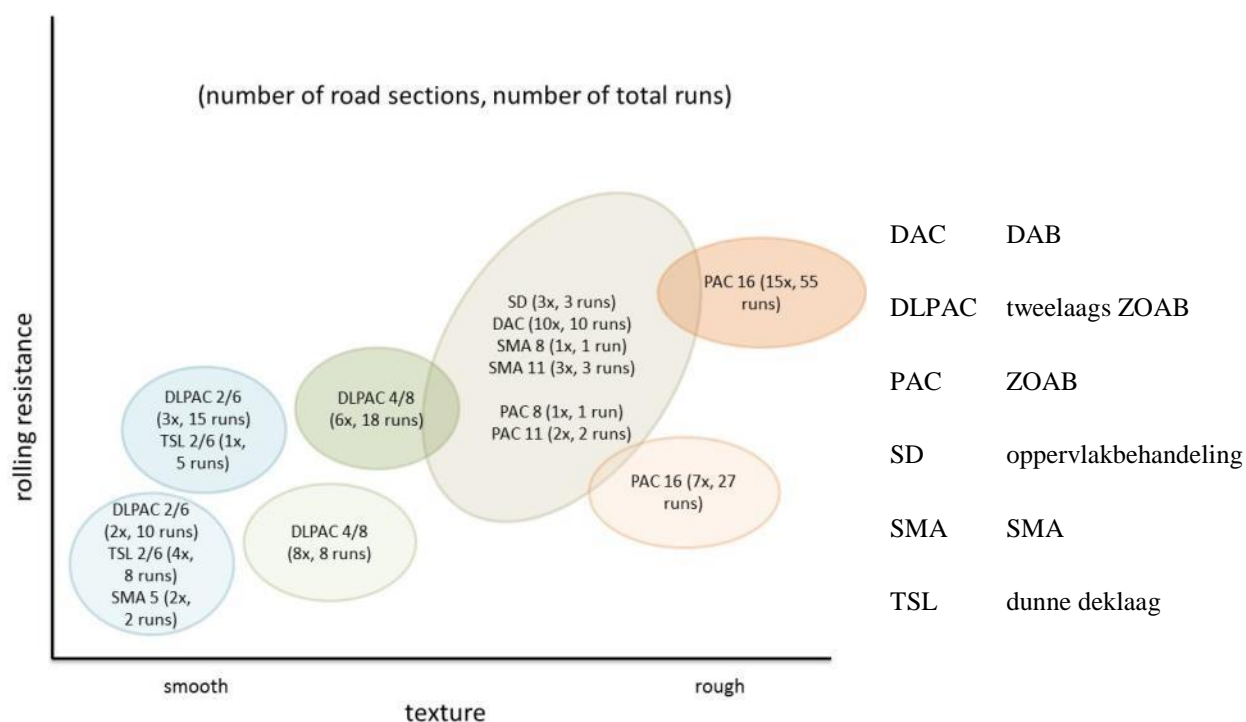 (number of road sections, number of total runs)
rolling resistance
DLPAC 2/6
(3x, 15 runs)
TSL 2/6 (1x,
5 runs)
DLPAC 2/6
(2x, 10 runs)
TSL 2/6 (4x,
8 runs)
SMA 5 (2x,
2 runs)
DLPAC 4/8
(6x, 18 runs)
DLPAC 4/8
(8x, 8 runs)
SD (3x, 3 runs)
DAC (10x, 10 runs)
SMA 8 (1x, 1 run)
SMA 11 (3x, 3 runs)
PAC 8 (1x, 1 run)
PAC 11 (2x, 2 runs)
PAC 16 (15x, 55
runs)
PAC 16 (7x, 27
runs)
smooth
rough
texture
DAC DAB
DLPAC tweelaags ZOAB
PAC ZOAB
SD oppervlakbehandeling
SMA SMA
TSL dunne deklaag